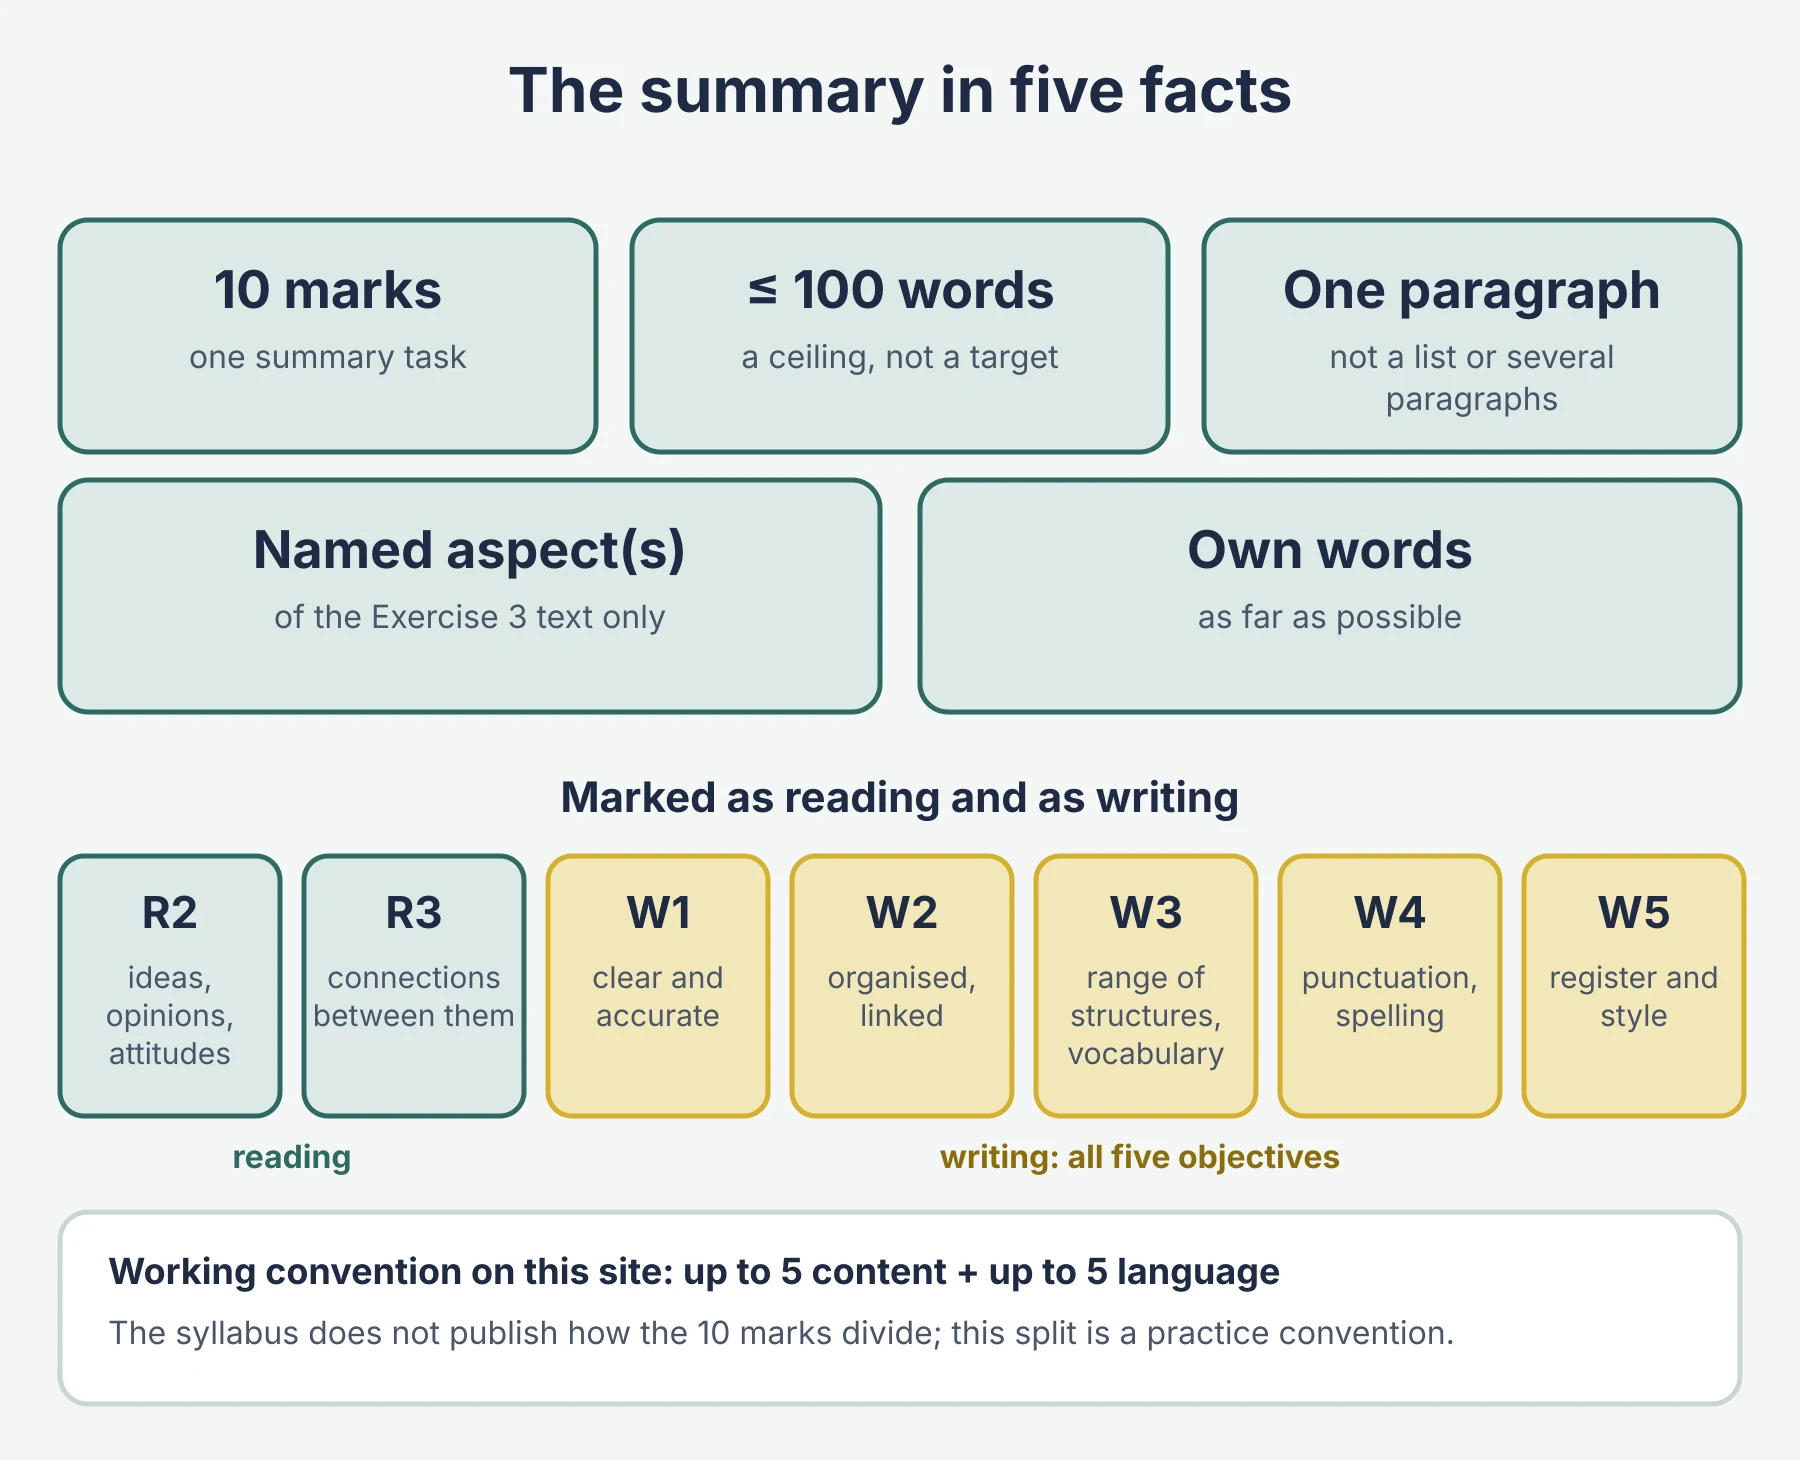 The summary in five facts
10 marks
one summary task
≤ 100 words
a ceiling, not a target
One paragraph
not a list or several
paragraphs
Named aspect(s)
of the Exercise 3 text only
Own words
as far as possible
Marked as reading and as writing
R2
ideas,
opinions,
attitudes
R3
connections
between them
W1
clear and
accurate
W2
organised,
linked
W3
range of
structures,
vocabulary
W4
punctuation,
spelling
W5
register and
style
reading
writing: all five objectives
Working convention on this site: up to 5 content + up to 5 language
The syllabus does not publish how the 10 marks divide; this split is a practice convention.